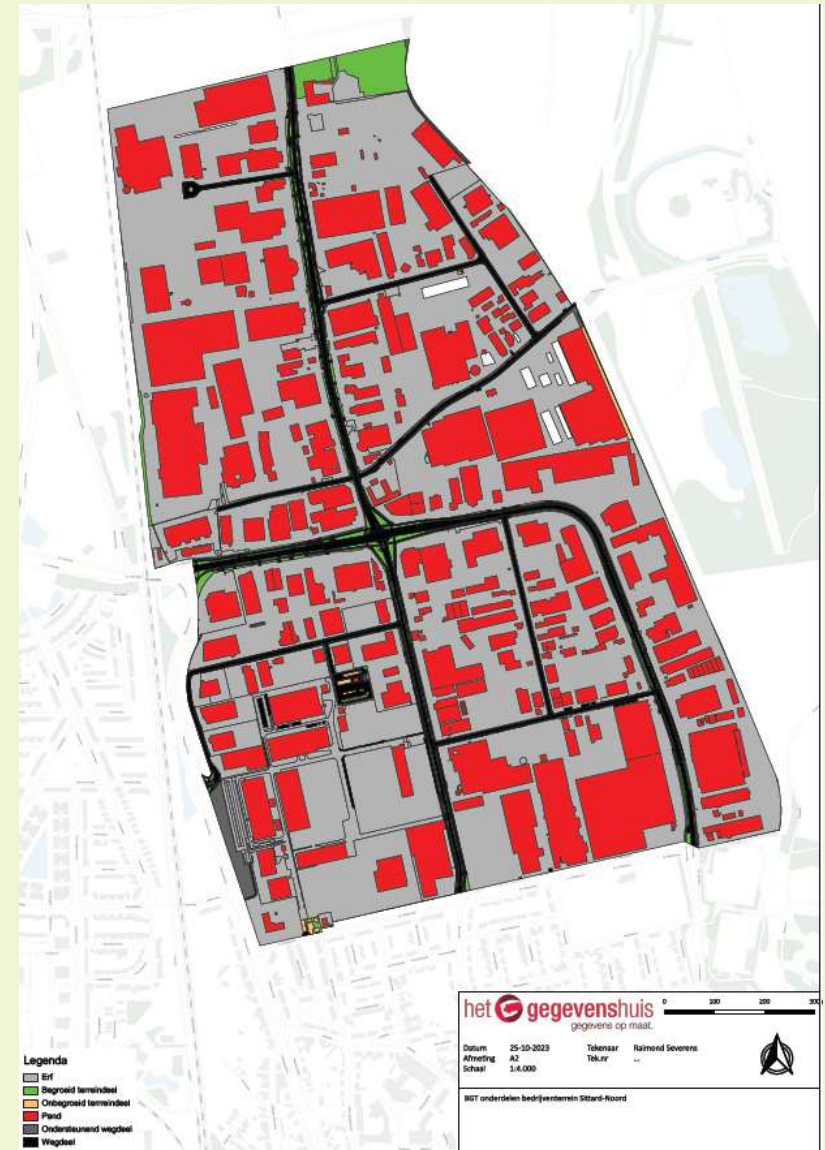 het gegevenshuis
gegevens op maat.
0 100 200 300
Datum 25-10-2023 Tekenaar Raimond Severens
Afmeting A2 Tek.nr ...
Schaal 1:4.000
BGT onderdelen bedrijventerrein Sittard-Noord
Legenda
Erf
Begroeid terreindeel
Onbegroeid terreindeel
Pand
Ondersteunend wegdeel
Wegdeel